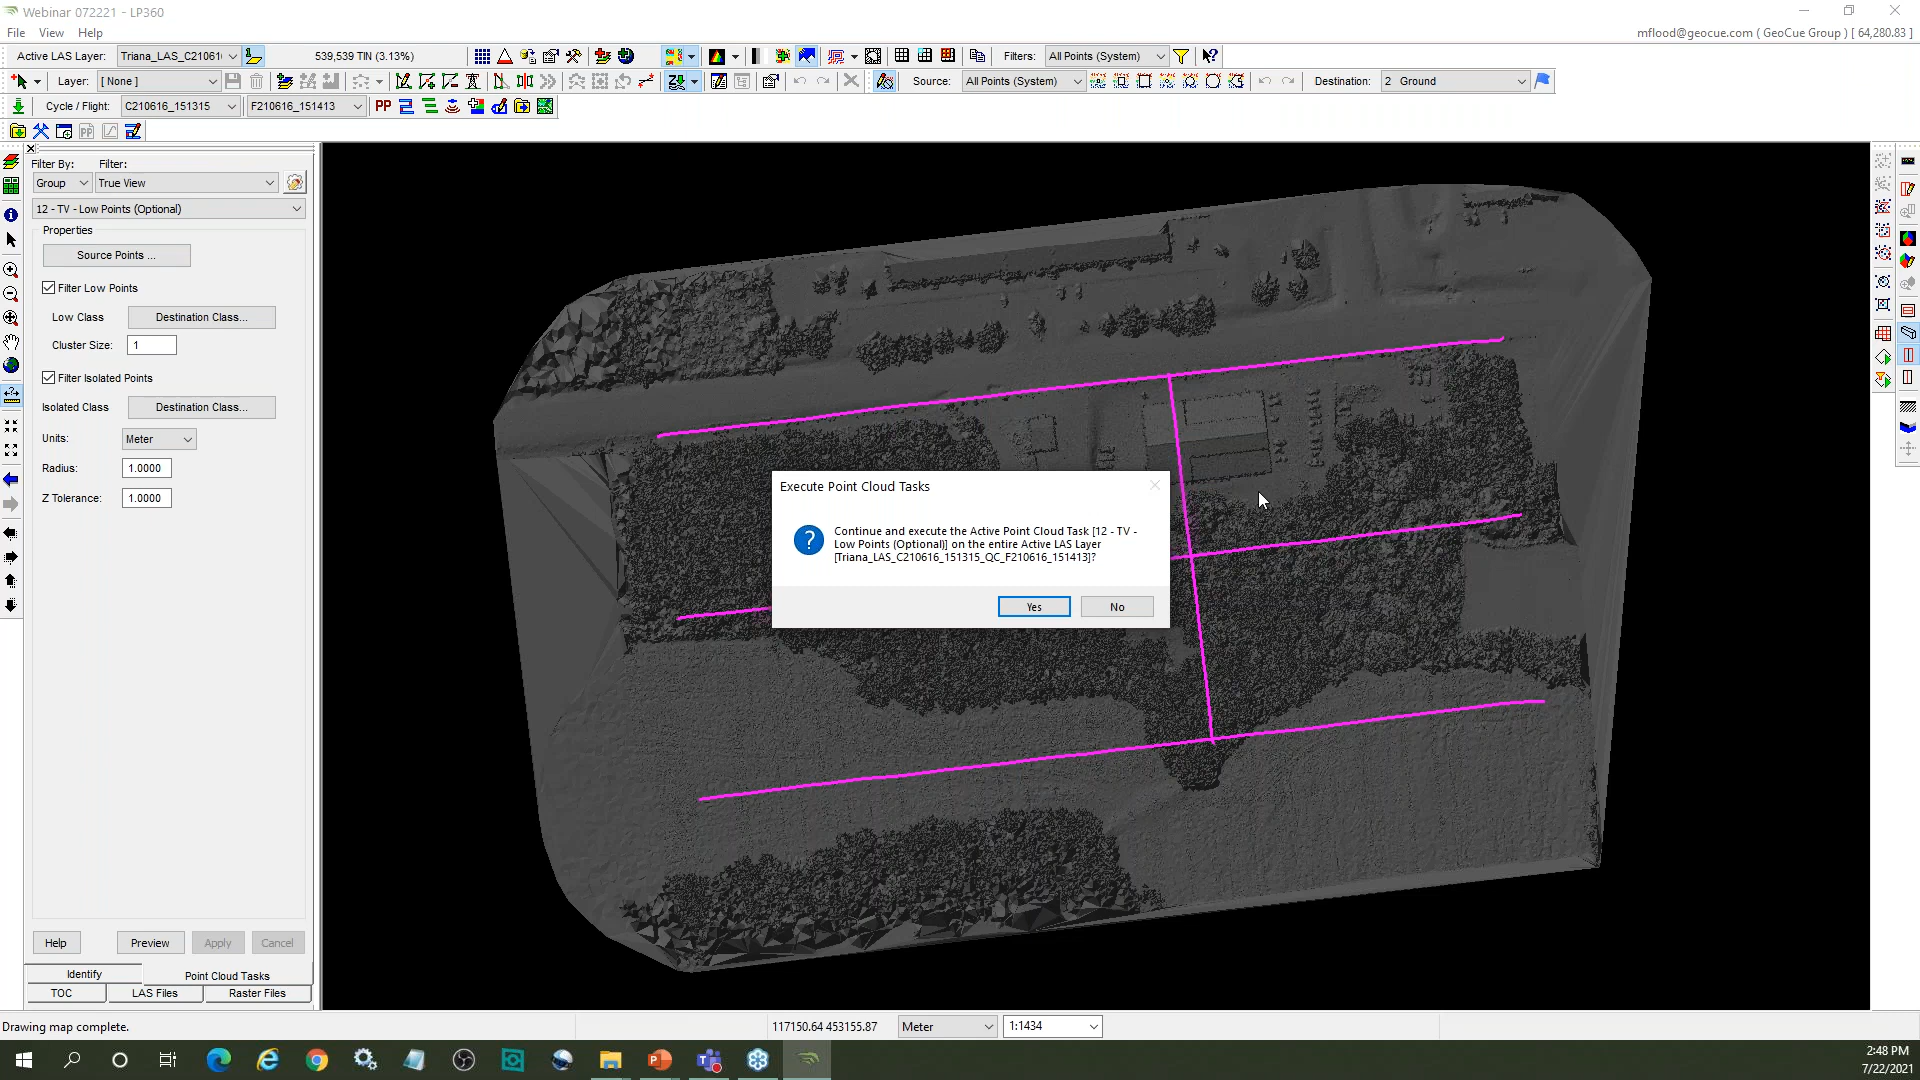 Webinar 072221 - LP360
File View Help
mflood@geocue.com ( GeoCue Group ) [ 64,280.83 ]
Active LAS Layer: Triana_LAS_C21061 539,539 TIN (3.13%) Filters: All Points (System)
Layer: [ None ] Source: All Points (System) Destination: 2 Ground
Cycle / Flight: C210616_151315 F210616_151413 PP
Filter By: Filter:
Group True View
12 - TV - Low Points (Optional)
Properties
Source Points ...
Filter Low Points
Low Class Destination Class...
Cluster Size: 1
Filter Isolated Points
Isolated Class Destination Class...
Units: Meter
Radius: 1.0000
Z Tolerance: 1.0000
Execute Point Cloud Tasks
Continue and execute the Active Point Cloud Task [12 - TV -
Low Points (Optional)] on the entire Active LAS Layer
[Triana_LAS_C210616_151315_QC_F210616_151413]?
Yes No
Help Preview Apply Cancel
Identify Point Cloud Tasks
TOC LAS Files Raster Files
Drawing map complete. 117150.64 453155.87 Meter 1:1434
2:48 PM
7/22/2021